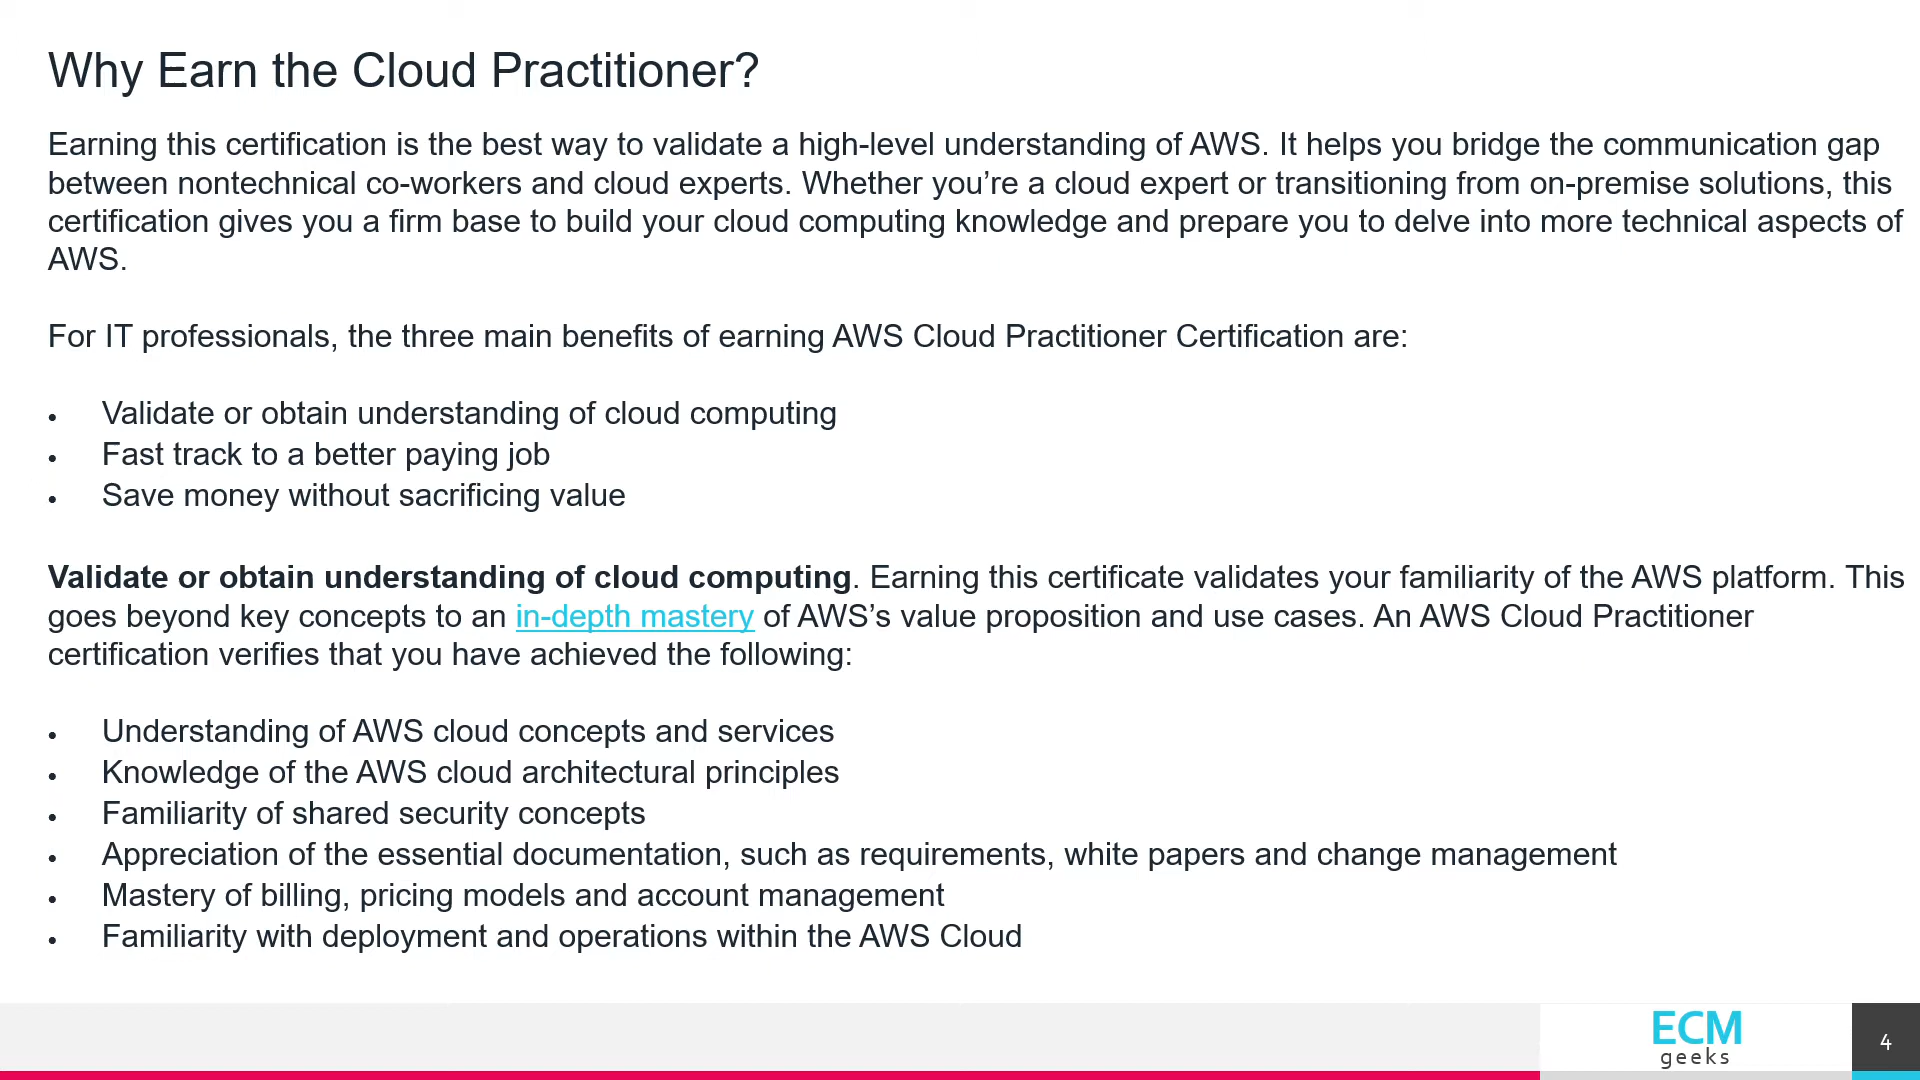 Why Earn the Cloud Practitioner?
Earning this certification is the best way to validate a high-level understanding of AWS. It helps you bridge the communication gap
between nontechnical co-workers and cloud experts. Whether you’re a cloud expert or transitioning from on-premise solutions, this
certification gives you a firm base to build your cloud computing knowledge and prepare you to delve into more technical aspects of
AWS.
For IT professionals, the three main benefits of earning AWS Cloud Practitioner Certification are:
• Validate or obtain understanding of cloud computing
• Fast track to a better paying job
• Save money without sacrificing value
Validate or obtain understanding of cloud computing. Earning this certificate validates your familiarity of the AWS platform. This
goes beyond key concepts to an in-depth mastery of AWS’s value proposition and use cases. An AWS Cloud Practitioner
certification verifies that you have achieved the following:
• Understanding of AWS cloud concepts and services
• Knowledge of the AWS cloud architectural principles
• Familiarity of shared security concepts
• Appreciation of the essential documentation, such as requirements, white papers and change management
• Mastery of billing, pricing models and account management
• Familiarity with deployment and operations within the AWS Cloud
ECM
geeks
4